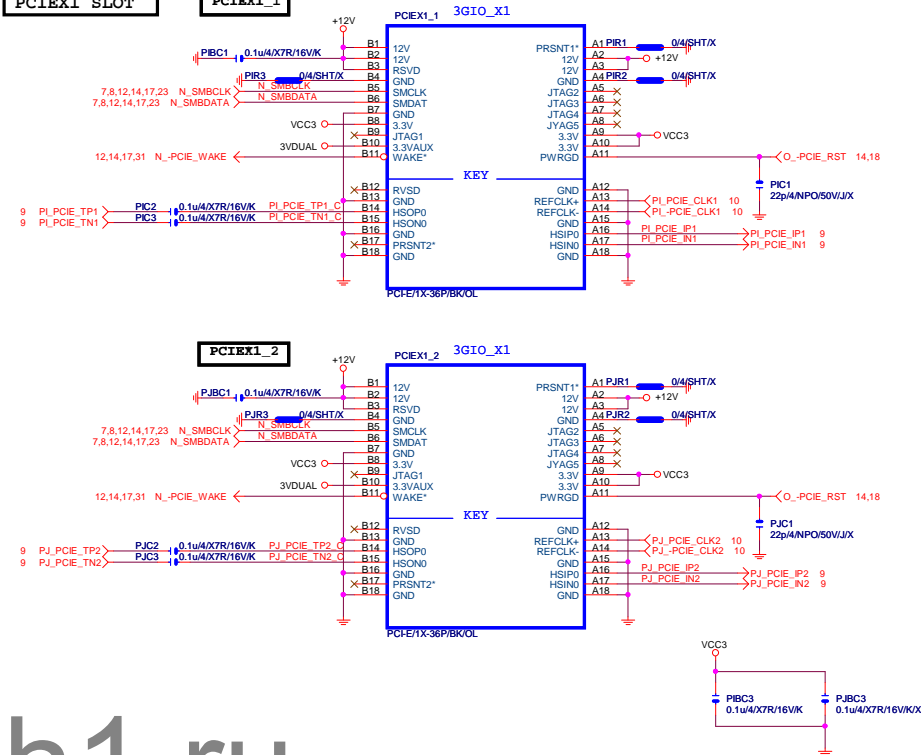 PCIEX1 SLOT
PCIEX1_1
+12V
PCIEX1_1 3GIO_X1
PIBC1 0.1u/4/X7R/16V/K
PIR3 0/4/SHT/X
7,8,12,14,17,23 N_SMBCLK N_SMBCLK
7,8,12,14,17,23 N_SMBDATA N_SMBDATA
VCC3
3VDUAL
12,14,17,31 N_-PCIE_WAKE
9 PI_PCIE_TP1 PIC2 0.1u/4/X7R/16V/K PI_PCIE_TP1_C
9 PI_PCIE_TN1 PIC3 0.1u/4/X7R/16V/K PI_PCIE_TN1_C
B1 12V PRSNT1* A1 PIR1 0/4/SHT/X
B2 12V 12V A2 +12V
B3 RSVD 12V A3
B4 GND GND A4 PIR2 0/4/SHT/X
B5 SMCLK JTAG2 A5
B6 SMDAT JTAG3 A6
B7 GND JTAG4 A7
B8 3.3V JYAG5 A8
B9 JTAG1 3.3V A9 VCC3
B10 3.3VAUX 3.3V A10
B11 WAKE* PWRGD A11 O_-PCIE_RST 14,18
KEY
PIC1
22p/4/NPO/50V/J/X
B12 RVSD GND A12
B13 GND REFCLK+ A13 PI_PCIE_CLK1 10
B14 HSOP0 REFCLK- A14 PI_-PCIE_CLK1 10
B15 HSON0 GND A15
B16 GND HSIP0 A16 PI_PCIE_IP1 PI_PCIE_IP1 9
B17 PRSNT2* HSIN0 A17 PI_PCIE_IN1 PI_PCIE_IN1 9
B18 GND GND A18
PCI-E/1X-36P/BK/OL
PCIEX1_2
+12V
PCIEX1_2 3GIO_X1
PJBC1 0.1u/4/X7R/16V/K
PJR3 0/4/SHT/X
7,8,12,14,17,23 N_SMBCLK N_SMBCLK
7,8,12,14,17,23 N_SMBDATA N_SMBDATA
VCC3
3VDUAL
12,14,17,31 N_-PCIE_WAKE
9 PJ_PCIE_TP2 PJC2 0.1u/4/X7R/16V/K PJ_PCIE_TP2_C
9 PJ_PCIE_TN2 PJC3 0.1u/4/X7R/16V/K PJ_PCIE_TN2_C
B1 12V PRSNT1* A1 PJR1 0/4/SHT/X
B2 12V 12V A2 +12V
B3 RSVD 12V A3
B4 GND GND A4 PJR2 0/4/SHT/X
B5 SMCLK JTAG2 A5
B6 SMDAT JTAG3 A6
B7 GND JTAG4 A7
B8 3.3V JYAG5 A8
B9 JTAG1 3.3V A9 VCC3
B10 3.3VAUX 3.3V A10
B11 WAKE* PWRGD A11 O_-PCIE_RST 14,18
KEY
PJC1
22p/4/NPO/50V/J/X
B12 RVSD GND A12
B13 GND REFCLK+ A13 PJ_PCIE_CLK2 10
B14 HSOP0 REFCLK- A14 PJ_-PCIE_CLK2 10
B15 HSON0 GND A15
B16 GND HSIP0 A16 PJ_PCIE_IP2 PJ_PCIE_IP2 9
B17 PRSNT2* HSIN0 A17 PJ_PCIE_IN2 PJ_PCIE_IN2 9
B18 GND GND A18
PCI-E/1X-36P/BK/OL
VCC3
PIBC3 0.1u/4/X7R/16V/K
PJBC3 0.1u/4/X7R/16V/K/X
b1.ru